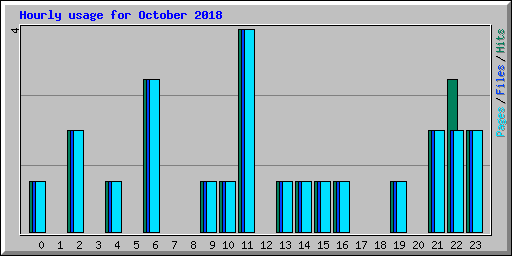 Hourly usage for October 2018
4
Pages/Files/Hits
0 1 2 3 4 5 6 7 8 9 10 11 12 13 14 15 16 17 18 19 20 21 22 23